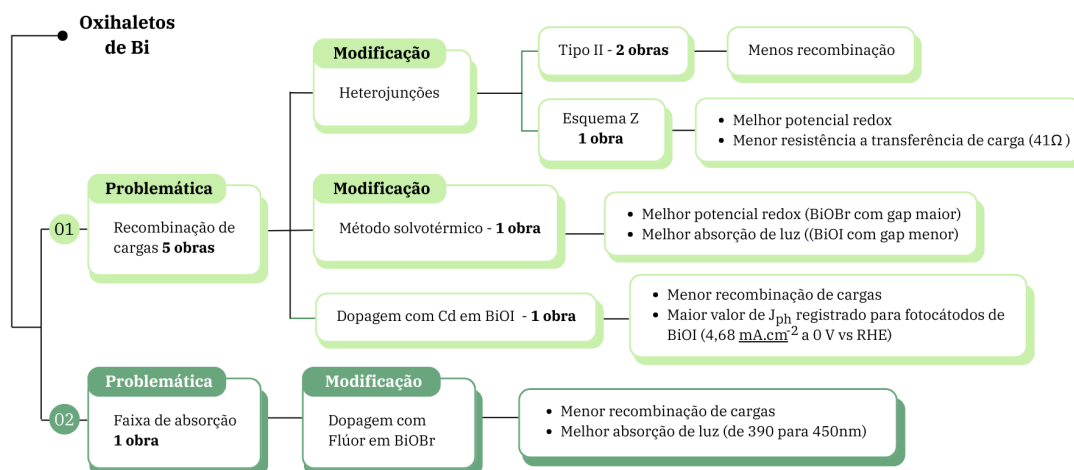 Oxihaletos
de Bi
01
Problemática
Recombinação de
cargas 5 obras
Modificação
Heterojunções
Tipo II - 2 obras
Menos recombinação
Esquema Z
1 obra
Melhor potencial redox
Menor resistência a transferência de carga (41Ω )
Modificação
Método solvotérmico - 1 obra
Melhor potencial redox (BiOBr com gap maior)
Melhor absorção de luz ((BiOI com gap menor)
Dopagem com Cd em BiOI - 1 obra
Menor recombinação de cargas
Maior valor de Jph registrado para fotocátodos de
BiOI (4,68 mA.cm-2 a 0 V vs RHE)
02
Problemática
Faixa de absorção
1 obra
Modificação
Dopagem com
Flúor em BiOBr
Menor recombinação de cargas
Melhor absorção de luz (de 390 para 450nm)